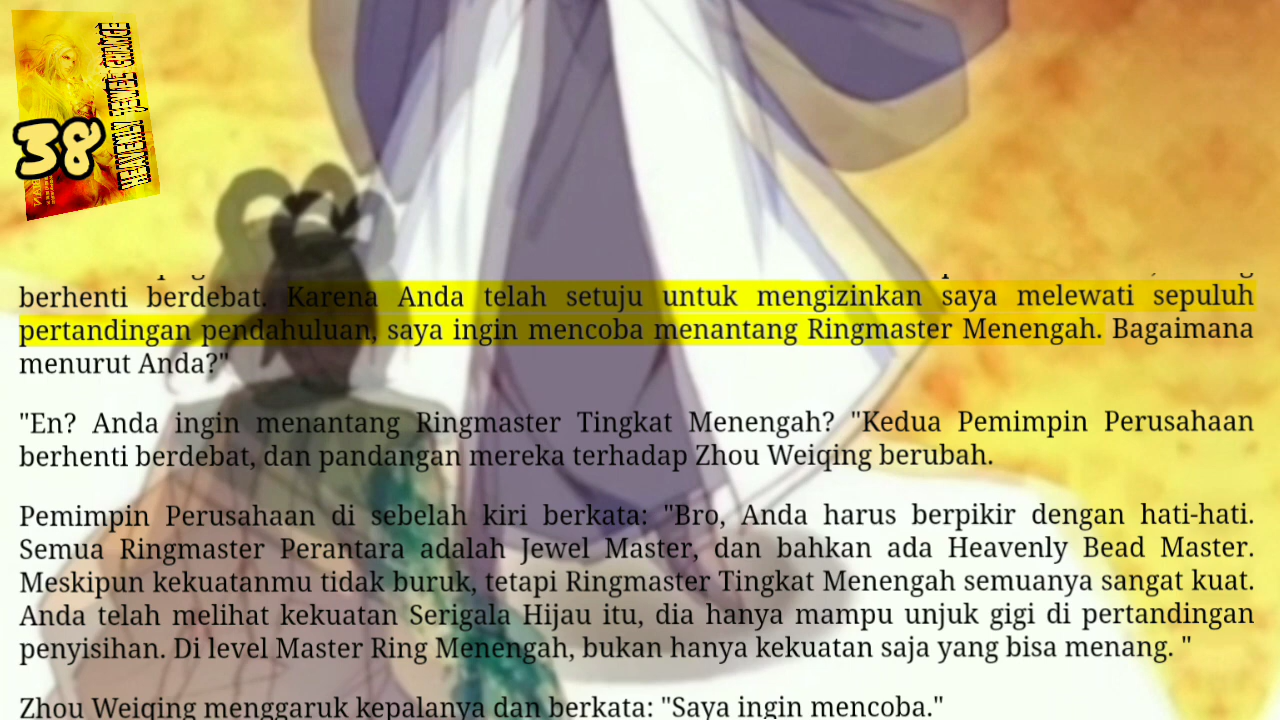 38
berhenti berdebat. Karena Anda telah setuju untuk mengizinkan saya melewati sepuluh
pertandingan pendahuluan, saya ingin mencoba menantang Ringmaster Menengah. Bagaimana
menurut Anda?"
"En? Anda ingin menantang Ringmaster Tingkat Menengah? "Kedua Pemimpin Perusahaan
berhenti berdebat, dan pandangan mereka terhadap Zhou Weiqing berubah.
Pemimpin Perusahaan di sebelah kiri berkata: "Bro, Anda harus berpikir dengan hati-hati.
Semua Ringmaster Perantara adalah Jewel Master, dan bahkan ada Heavenly Bead Master.
Meskipun kekuatanmu tidak buruk, tetapi Ringmaster Tingkat Menengah semuanya sangat kuat.
Anda telah melihat kekuatan Serigala Hijau itu, dia hanya mampu unjuk gigi di pertandingan
penyisihan. Di level Master Ring Menengah, bukan hanya kekuatan saja yang bisa menang. "
Zhou Weiqing menggaruk kepalanya dan berkata: "Saya ingin mencoba."